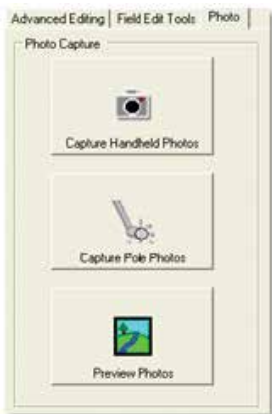 Advanced Editing Field Edit Tools Photo
Photo Capture
Capture Handheld Photos
Capture Pole Photos
Preview Photos